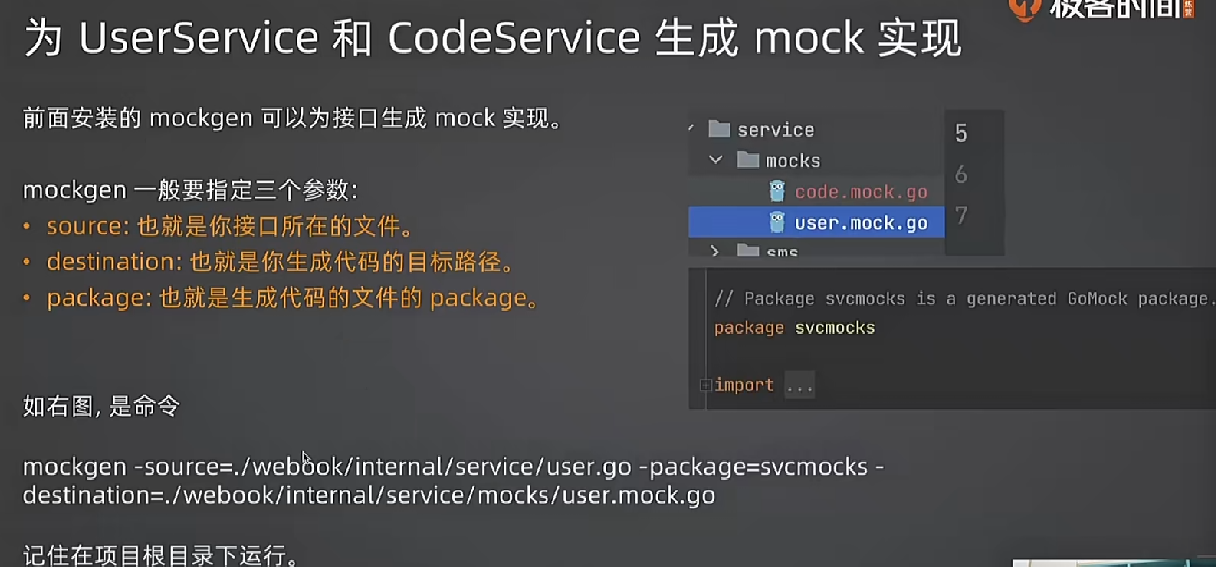 极客时间
为 UserService 和 CodeService 生成 mock 实现
前面安装的 mockgen 可以为接口生成 mock 实现。
mockgen 一般要指定三个参：
• source: 也就是你接口所在的文件。
• destination: 也就是你生成代码的目标路径。
• package: 也就是生成代码的文件的 package。
如右图, 是命令
mockgen -source=./webook/internal/service/user.go -package=svcmocks -
destination=./webook/internal/service/mocks/user.mock.go
记住在项目根目录下运行。
service
mocks
code.mock.go
user.mock.go
sms
5
6
7
// Package svcmocks is a generated GoMock package.
package svcmocks
import ...